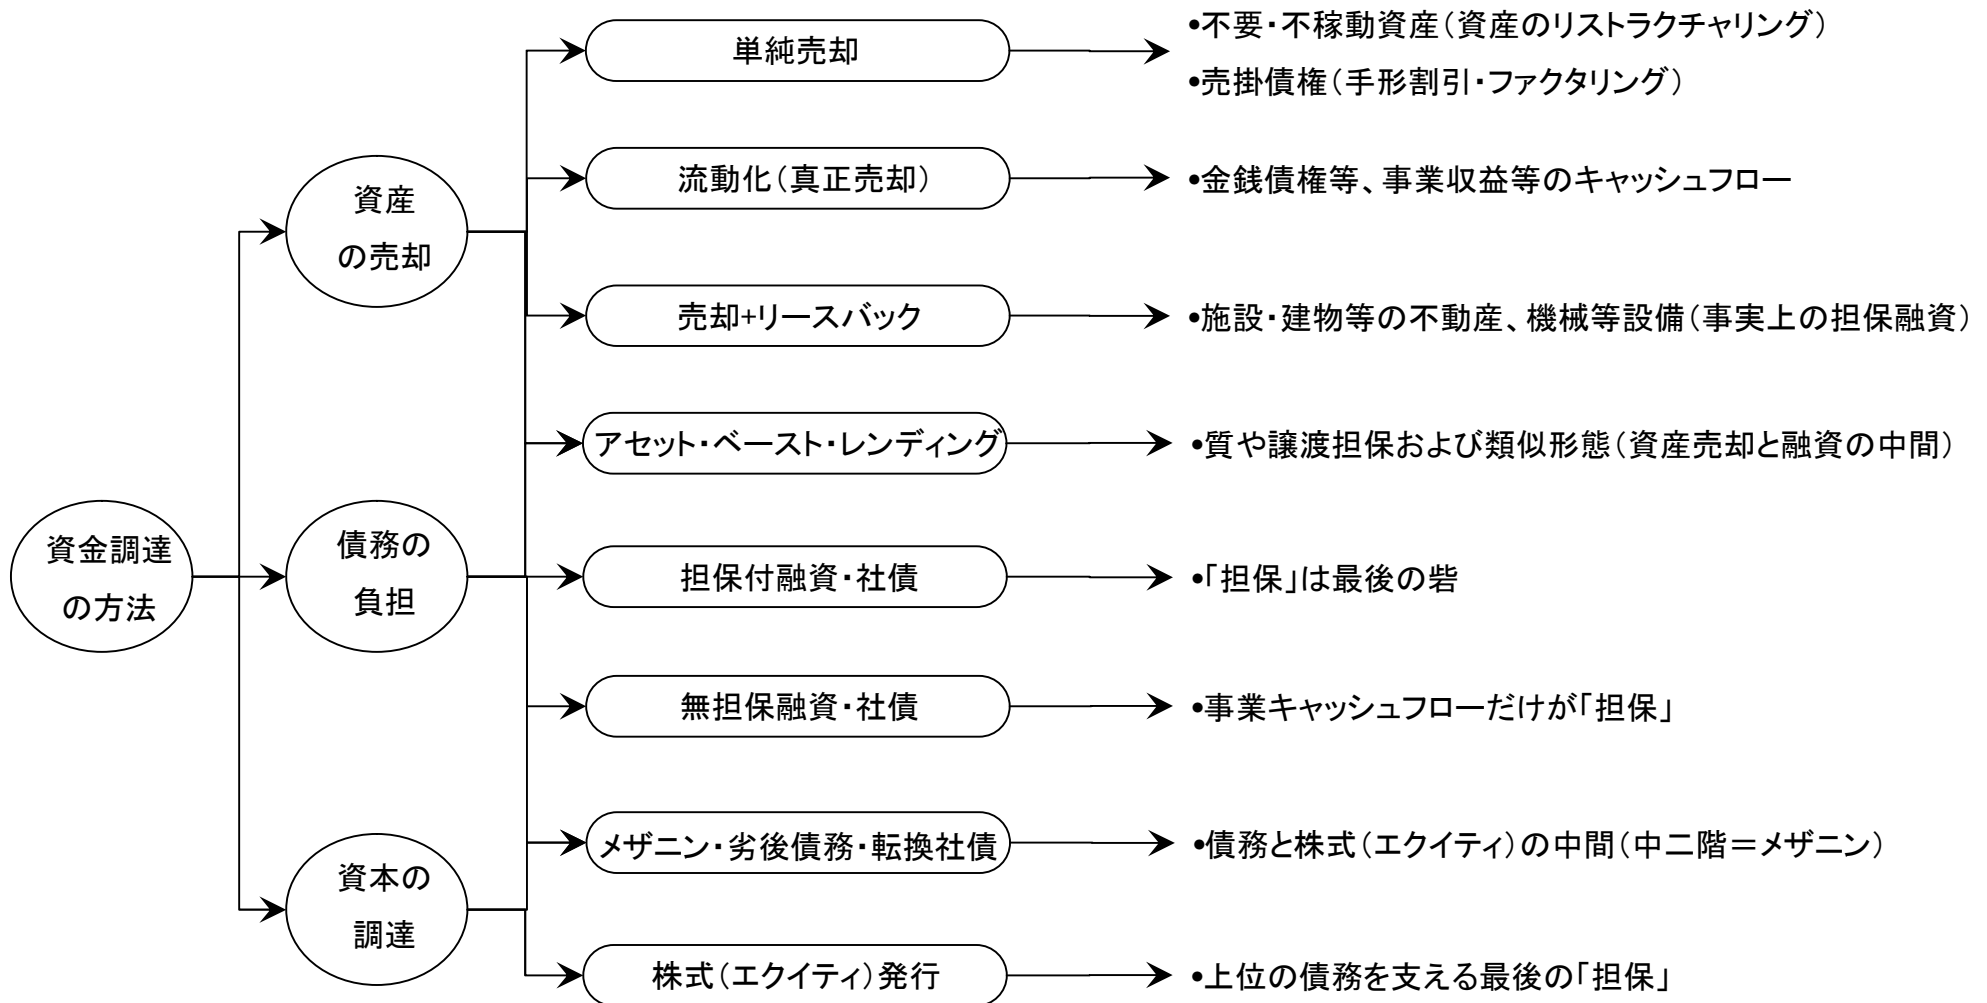 資金調達
の方法
資産
の売却
債務の
負担
資本の
調達
単純売却
•不要・不稼動資産（資産のリストラクチャリング）
•売掛債権（手形割引・ファクタリング）
流動化（真正売却）
•金銭債権等、事業収益等のキャッシュフロー
売却+リースバック
•施設・建物等の不動産、機械等設備（事実上の担保融資）
アセット・ベースト・レンディング
•質や譲渡担保および類似形態（資産売却と融資の中間）
担保付融資・社債
•「担保」は最後の砦
無担保融資・社債
•事業キャッシュフローだけが「担保」
メザニン・劣後債務・転換社債
•債務と株式（エクイティ）の中間（中二階＝メザニン）
株式（エクイティ）発行
•上位の債務を支える最後の「担保」